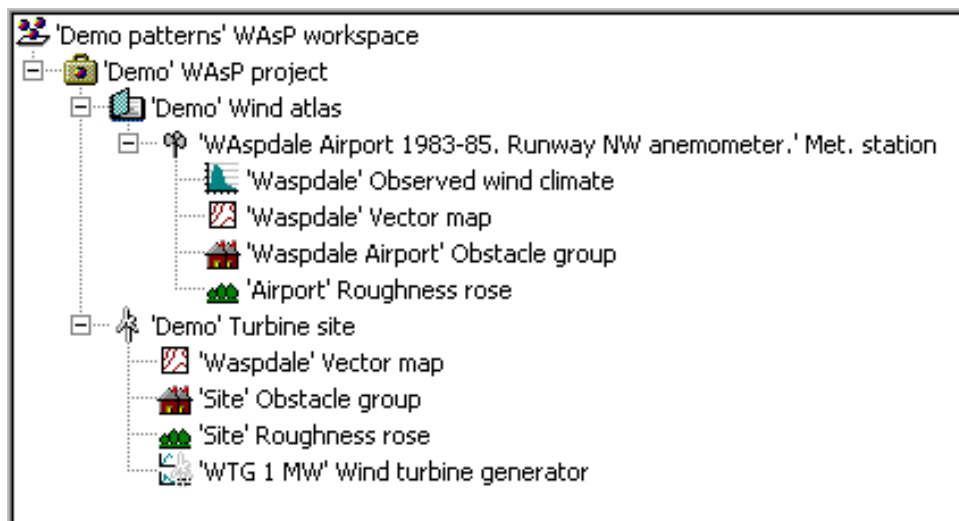 'Demo patterns' WAsP workspace
'Demo' WAsP project
'Demo' Wind atlas
'WAspdale Airport 1983-85. Runway NW anemometer.' Met. station
'Waspdale' Observed wind climate
'Waspdale' Vector map
'Waspdale Airport' Obstacle group
'Airport' Roughness rose
'Demo' Turbine site
'Waspdale' Vector map
'Site' Obstacle group
'Site' Roughness rose
'WTG 1 MW' Wind turbine generator